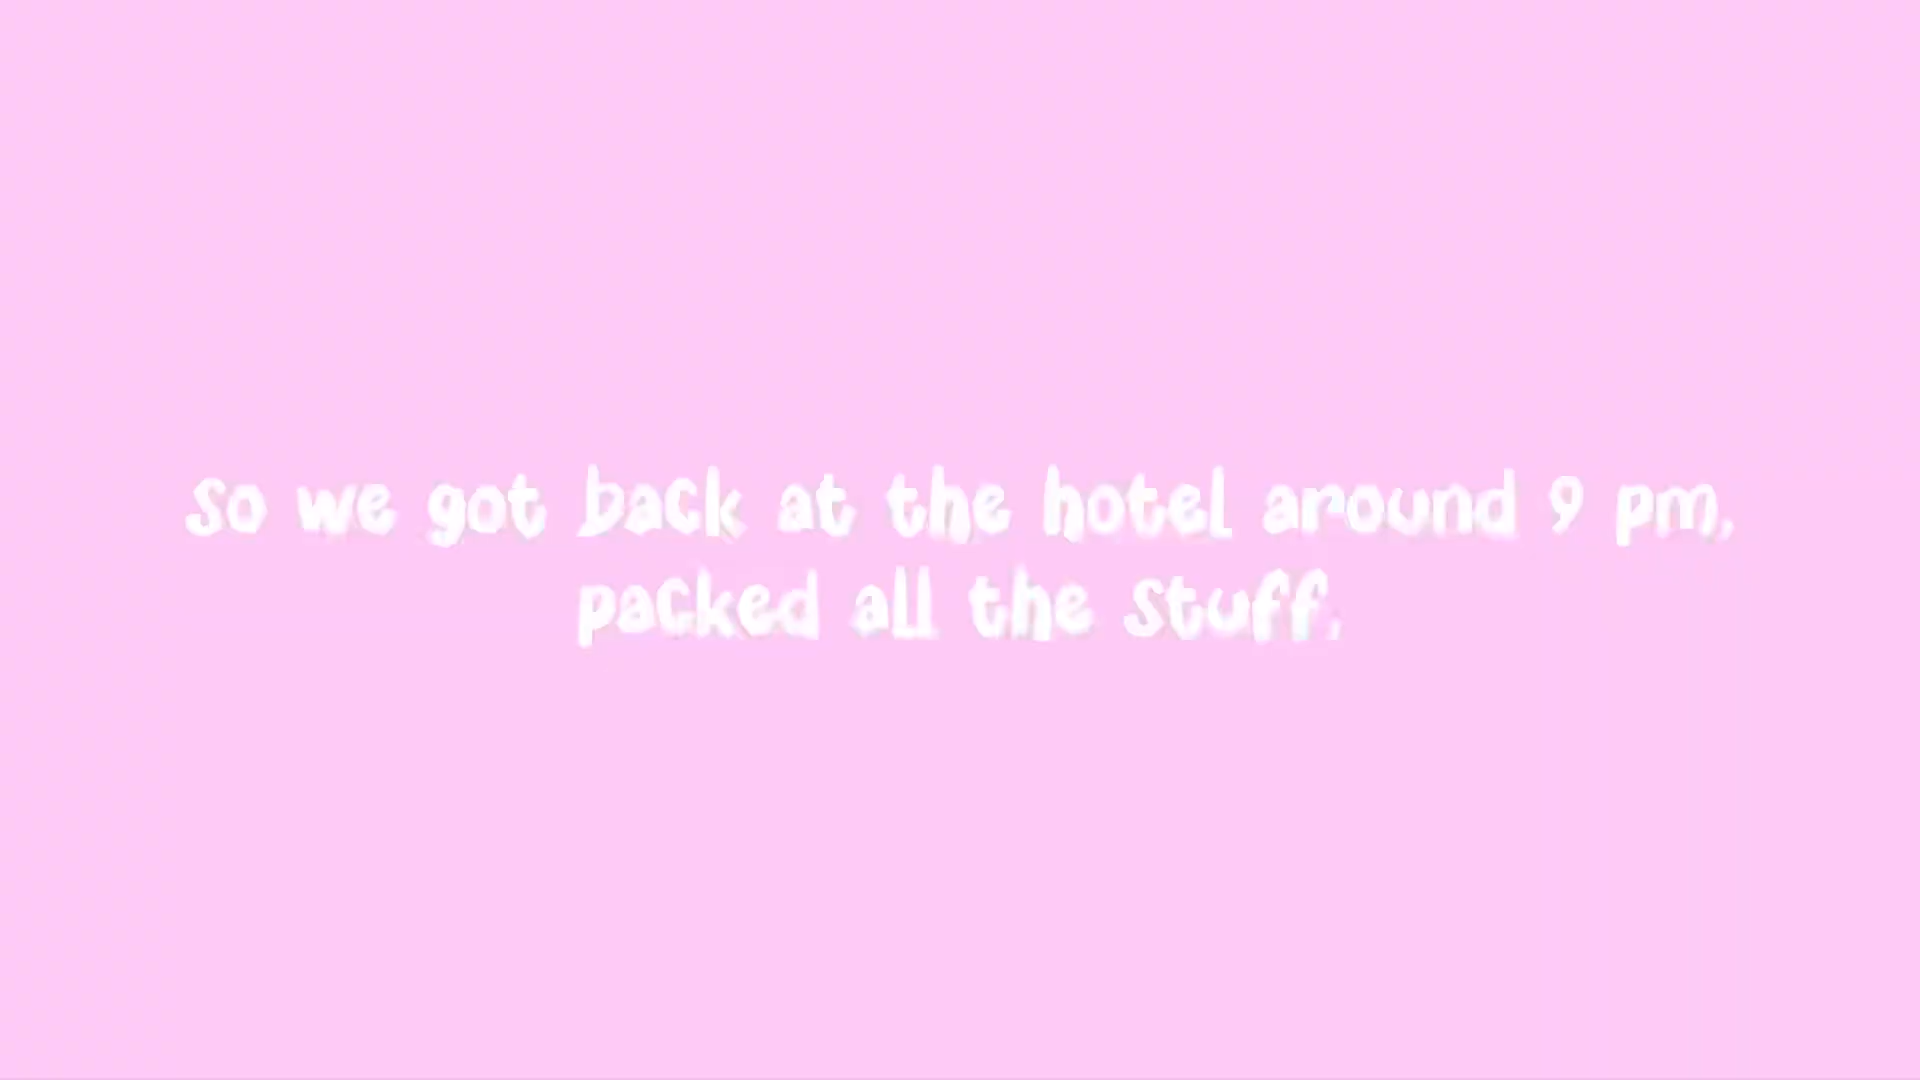 so we got back at the hotel around 9 pm,
packed all the stuff,